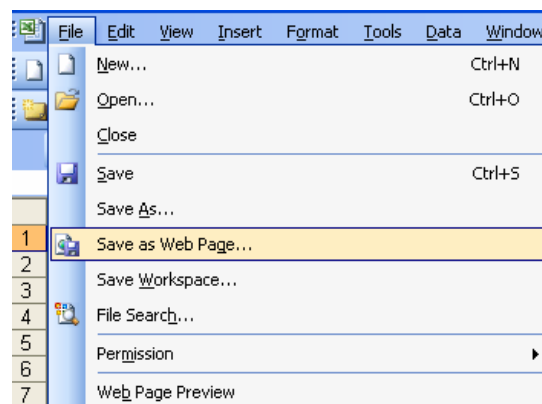 File Edit View Insert Format Tools Data Window
New... Ctrl+N
Open... Ctrl+O
Close
Save Ctrl+S
Save As...
1 Save as Web Page...
2
Save Workspace...
3
4 File Search...
5
Permission
6
7 Web Page Preview